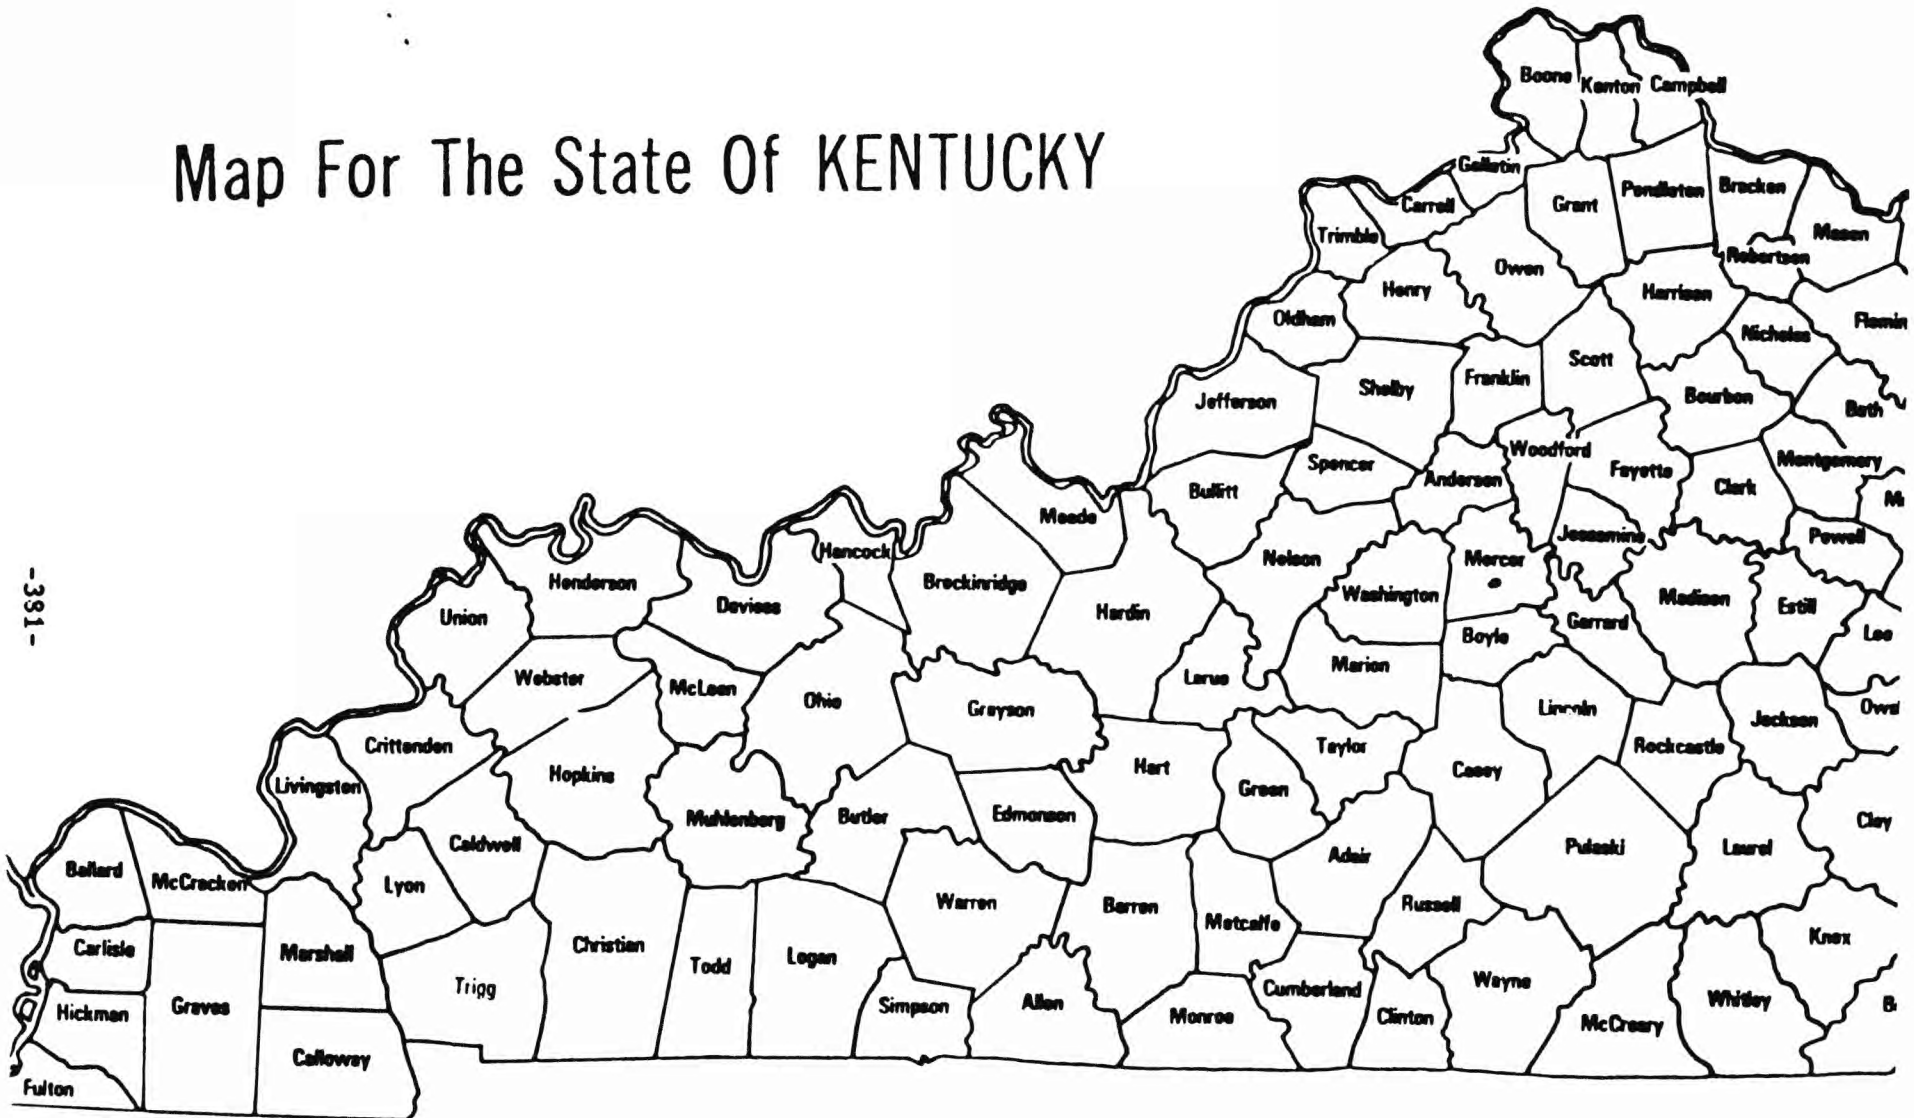 Map For The State Of KENTUCKY
-381-
Boone
Kenton
Campbell
Gallatin
Carroll
Grant
Pendleton
Bracken
Trimble
Mason
Robertson
Owen
Henry
Harrison
Oldham
Flemin
Nicholas
Scott
Franklin
Shelby
Jefferson
Bourbon
Bath
Woodford
Montgomery
Spencer
Fayette
Anderson
Clark
Bullitt
Meade
Jessamine
Powell
Hancock
Nelson
Mercer
Henderson
Breckinridge
Washington
Madison
Estill
Daviess
Hardin
Union
Garrard
Boyle
Lee
Marion
Webster
McLean
Larue
Ohio
Grayson
Lincoln
Jackson
Ows
Crittenden
Taylor
Rockcastle
Hopkins
Hart
Casey
Livingston
Green
Muhlenberg
Butler
Edmonson
Clay
Caldwell
Adair
Pulaski
Laurel
Ballard
McCracken
Lyon
Warren
Barren
Russell
Metcalfe
Carlisle
Marshall
Christian
Todd
Logan
Knox
Trigg
Wayne
Cumberland
Hickman
Graves
Simpson
Allen
Monroe
Clinton
McCreary
Whitley
Calloway
Fulton